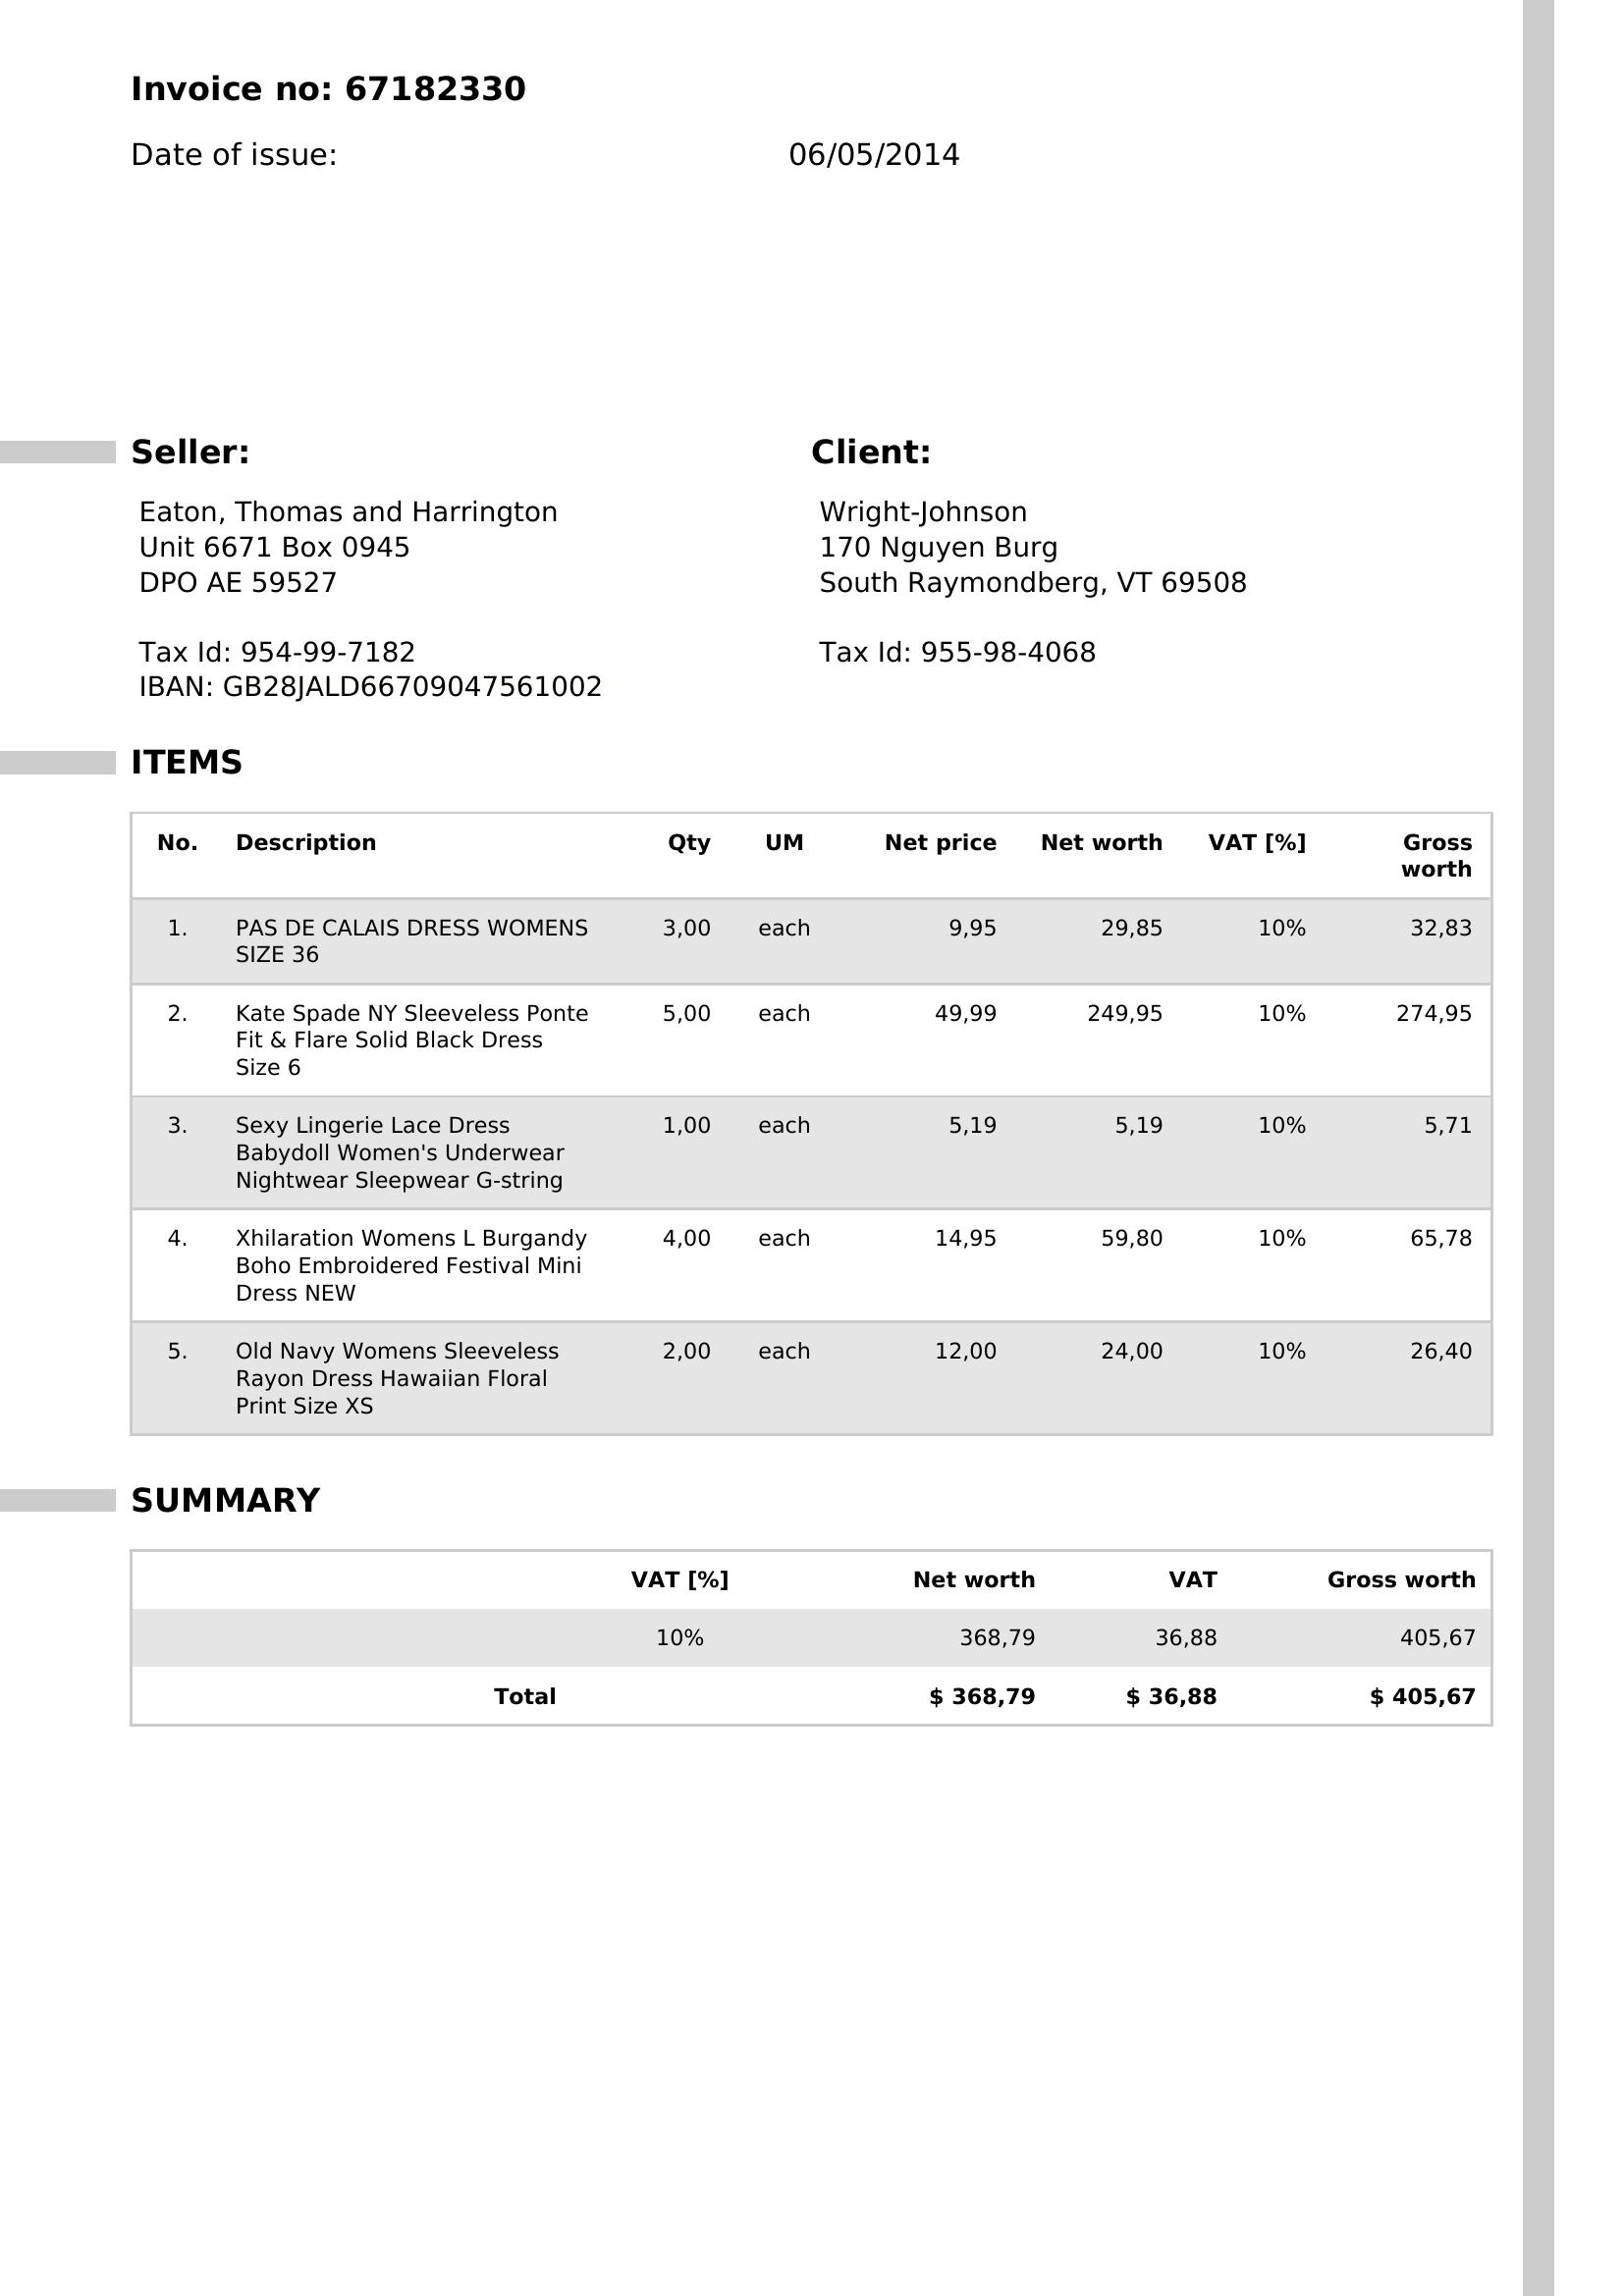 Invoice no: 67182330
Date of issue: 06/05/2014
Seller: Client:
Eaton, Thomas and Harrington Wright-Johnson
Unit 6671 Box 0945 170 Nguyen Burg
DPO AE 59527 South Raymondberg, VT 69508
Tax Id: 954-99-7182 Tax Id: 955-98-4068
IBAN: GB28JALD66709047561002
ITEMS
No. Description Qty UM Net price Net worth VAT [%] Gross
worth
1. PAS DE CALAIS DRESS WOMENS 3,00 each 9,95 29,85 10% 32,83
SIZE 36
2. Kate Spade NY Sleeveless Ponte 5,00 each 49,99 249,95 10% 274,95
Fit & Flare Solid Black Dress
Size 6
3. Sexy Lingerie Lace Dress 1,00 each 5,19 5,19 10% 5,71
Babydoll Women's Underwear
Nightwear Sleepwear G-string
4. Xhilaration Womens L Burgandy 4,00 each 14,95 59,80 10% 65,78
Boho Embroidered Festival Mini
Dress NEW
5. Old Navy Womens Sleeveless 2,00 each 12,00 24,00 10% 26,40
Rayon Dress Hawaiian Floral
Print Size XS
SUMMARY
VAT [%] Net worth VAT Gross worth
10% 368,79 36,88 405,67
Total $ 368,79 $ 36,88 $ 405,67